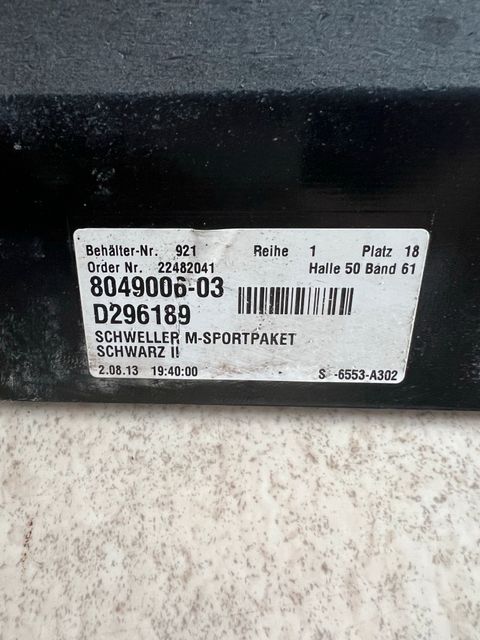 Behälter-Nr. 921 Reihe 1 Platz 18
Order Nr. 22482041 Halle 50 Band 61
8049006-03
D296189
SCHWELLER M-SPORTPAKET
SCHWARZ II
2.08.13 19:40:00 S -6553-A302